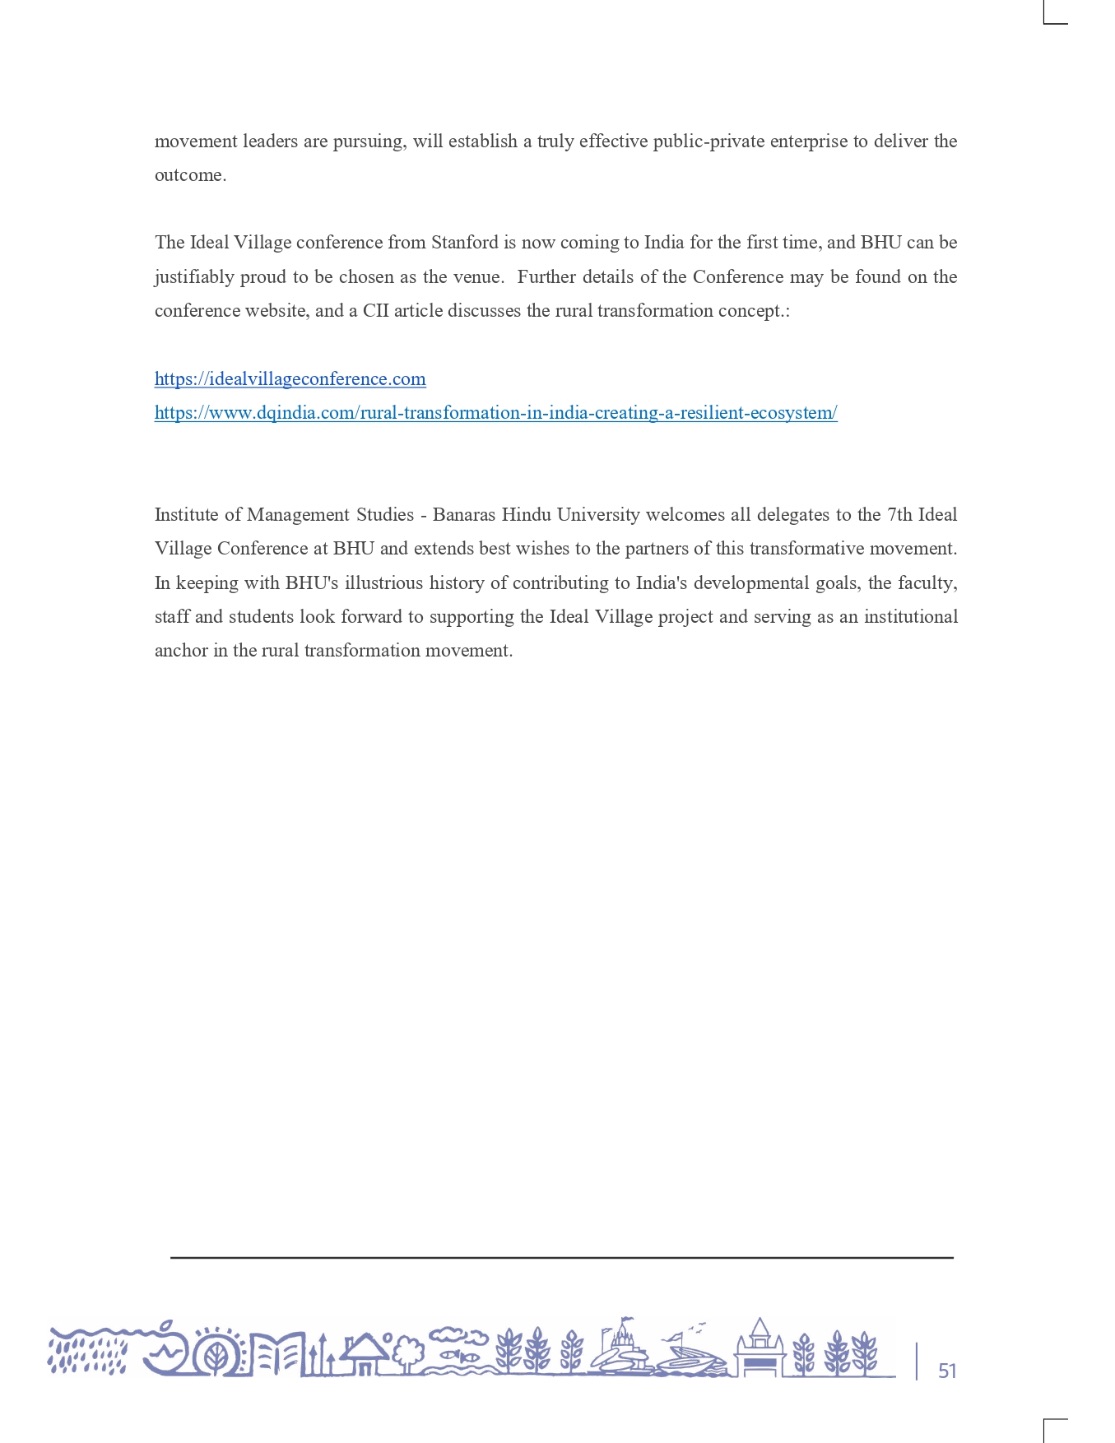 movement leaders are pursuing, will establish a truly effective public-private enterprise to deliver the
outcome.
The Ideal Village conference from Stanford is now coming to India for the first time, and BHU can be
justifiably proud to be chosen as the venue.  Further details of the Conference may be found on the
conference website, and a CII article discusses the rural transformation concept.:
https://idealvillageconference.com
https://www.dqindia.com/rural-transformation-in-india-creating-a-resilient-ecosystem/
Institute of Management Studies - Banaras Hindu University welcomes all delegates to the 7th Ideal
Village Conference at BHU and extends best wishes to the partners of this transformative movement.
In keeping with BHU's illustrious history of contributing to India's developmental goals, the faculty,
staff and students look forward to supporting the Ideal Village project and serving as an institutional
anchor in the rural transformation movement.
51